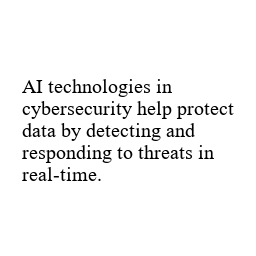 AI technologies in
cybersecurity help protect
data by detecting and
responding to threats in
real-time.